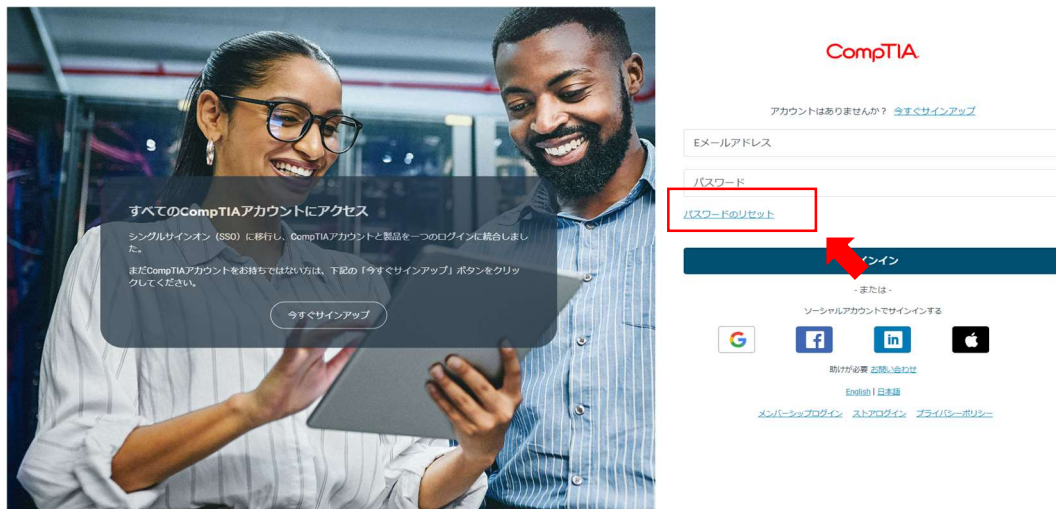 すべてのCompTIAアカウントにアクセス
シングルサインオン（SSO）に移行し、CompTIAアカウントと製品を一つのログインに統合しまし
た。
まだCompTIAアカウントをお持ちではない方は、下記の「今すぐサインアップ」ボタンをクリッ
クしてください。
今すぐサインアップ
CompTIA.
アカウントはありませんか？ 今すぐサインアップ
Eメールアドレス
パスワード
パスワードのリセット
インイン
- または -
ソーシャルアカウントでサインインする
助けが必要 お問い合わせ
English | 日本語
メンバーシップログイン ストアログイン プライバシーポリシー